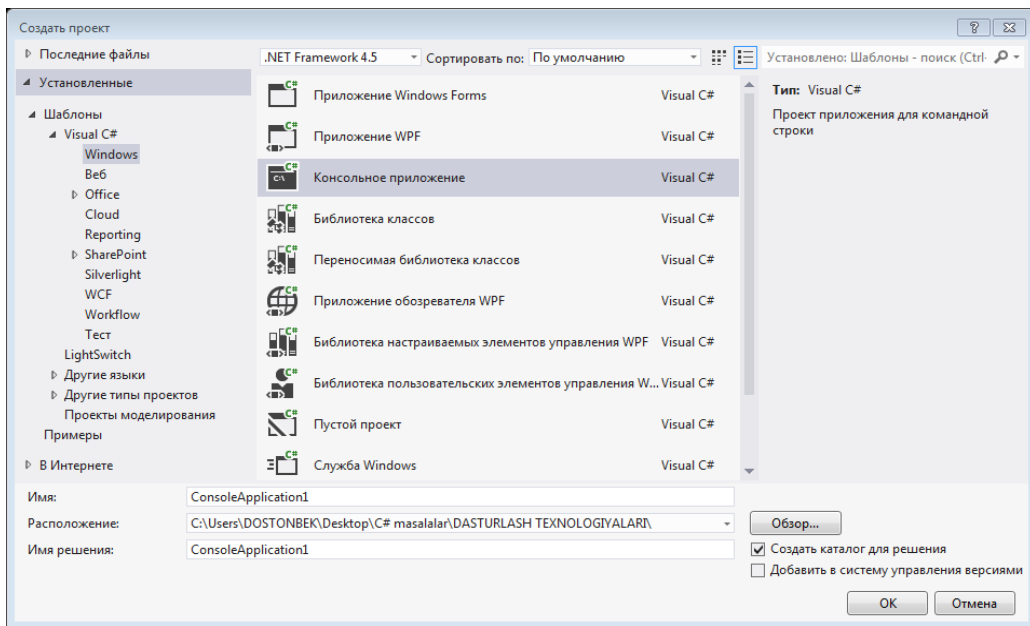 Создать проект
Последние файлы
.NET Framework 4.5 Сортировать по: По умолчанию
Установлено: Шаблоны - поиск (Ctrl-
Установленные
Шаблоны
Visual C#
Windows
Веб
Office
Cloud
Reporting
SharePoint
Silverlight
WCF
Workflow
Тест
LightSwitch
Другие языки
Другие типы проектов
Проекты моделирования
Примеры
В Интернете
Приложение Windows Forms Visual C#
Приложение WPF Visual C#
Консольное приложение Visual C#
Библиотека классов Visual C#
Переносимая библиотека классов Visual C#
Приложение обозревателя WPF Visual C#
Библиотека настраиваемых элементов управления WPF Visual C#
Библиотека пользовательских элементов управления W... Visual C#
Пустой проект Visual C#
Служба Windows Visual C#
Тип: Visual C#
Проект приложения для командной
строки
Имя: ConsoleApplication1
Расположение: C:\Users\DOSTONBEK\Desktop\C# masalalar\DASTURLASH TEXNOLOGIYALARI\ Обзор...
Имя решения: ConsoleApplication1
Создать каталог для решения
Добавить в систему управления версиями
OK Отмена